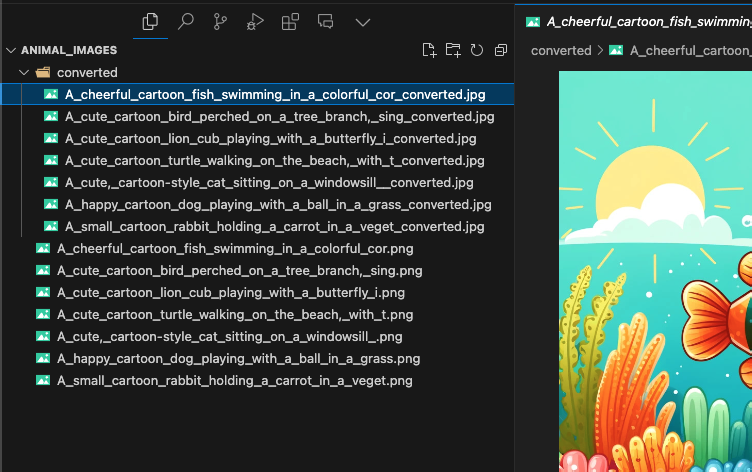 ANIMAL_IMAGES
converted
A_cheerful_cartoon_fish_swimming_in_a_colorful_cor_converted.jpg
A_cute_cartoon_bird_perched_on_a_tree_branch,_sing_converted.jpg
A_cute_cartoon_lion_cub_playing_with_a_butterfly_i_converted.jpg
A_cute_cartoon_turtle_walking_on_the_beach,_with_t_converted.jpg
A_cute,_cartoon-style_cat_sitting_on_a_windowsill__converted.jpg
A_happy_cartoon_dog_playing_with_a_ball_in_a_grass_converted.jpg
A_small_cartoon_rabbit_holding_a_carrot_in_a_veget_converted.jpg
A_cheerful_cartoon_fish_swimming_in_a_colorful_cor.png
A_cute_cartoon_bird_perched_on_a_tree_branch,_sing.png
A_cute_cartoon_lion_cub_playing_with_a_butterfly_i.png
A_cute_cartoon_turtle_walking_on_the_beach,_with_t.png
A_cute,_cartoon-style_cat_sitting_on_a_windowsill_.png
A_happy_cartoon_dog_playing_with_a_ball_in_a_grass.png
A_small_cartoon_rabbit_holding_a_carrot_in_a_veget.png
A_cheerful_cartoon_fish_swimmin
converted > A_cheerful_cartoon_